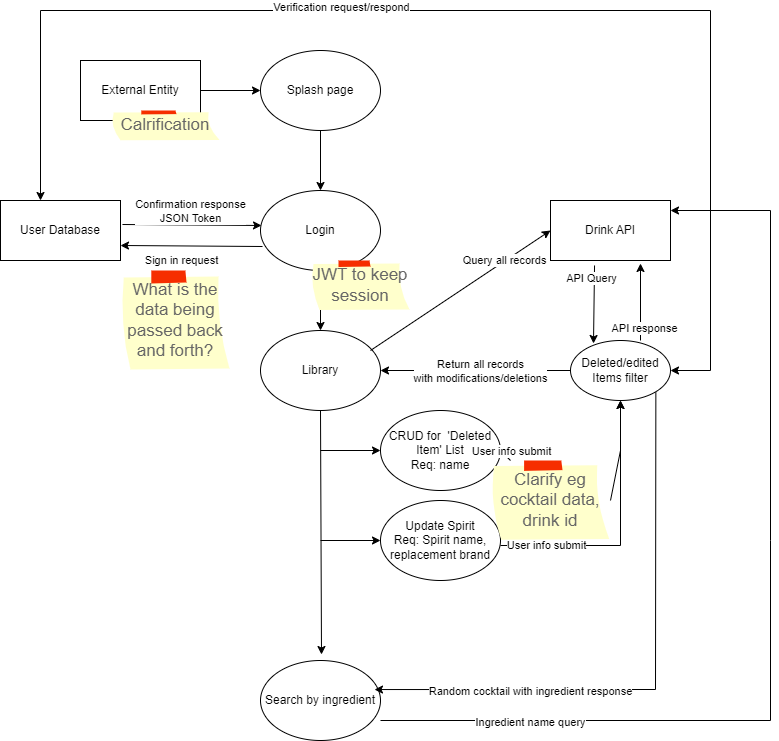 Verification request/respond
External Entity
Splash page
Calrification
Confirmation response
JSON Token
User Database
Login
Drink API
Sign in request
Query all records
JWT to keep
session
API Query
What is the
data being
passed back
and forth?
API response
Library
Return all records
with modifications/deletions
Deleted/edited
Items filter
CRUD for 'Deleted
Item' List
Req: name
User info submit
Clarify eg
cocktail data,
drink id
Update Spirit
Req: Spirit name,
replacement brand
User info submit
Search by ingredient
Random cocktail with ingredient response
Ingredient name query